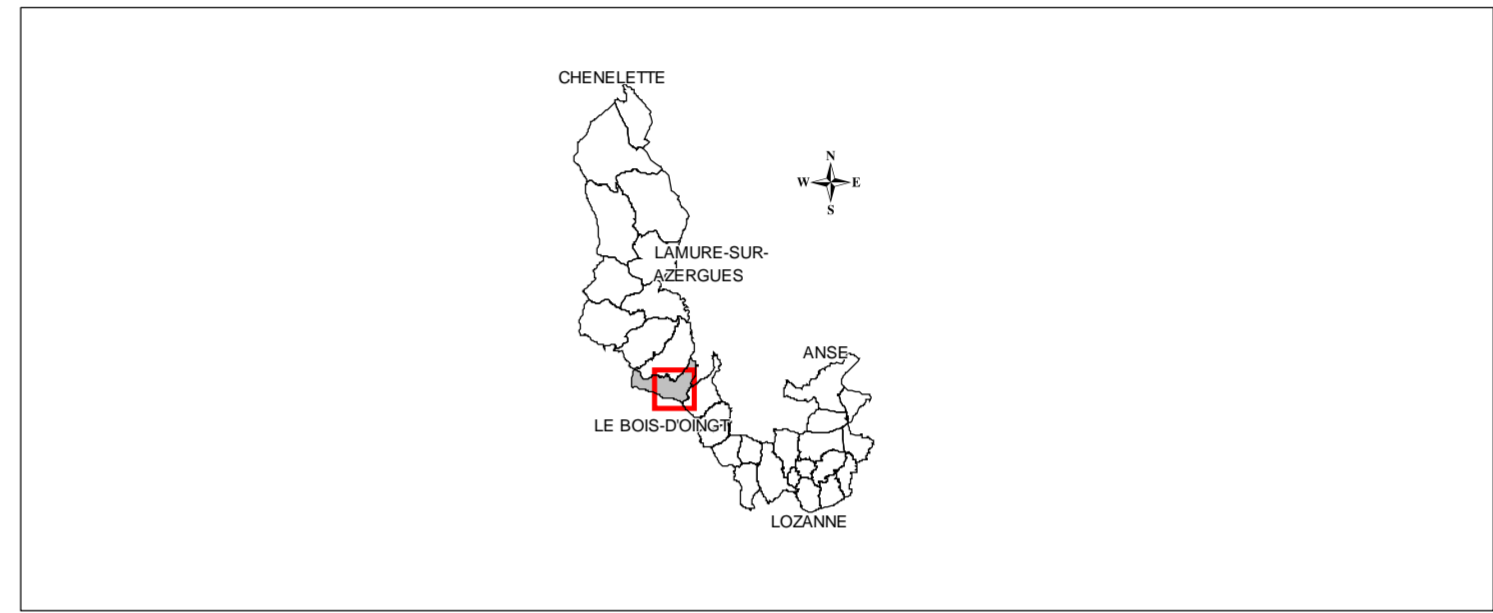 CHENELETTE
N
W E
S
LAMURE-SUR-
AZERGUES
ANSE
LE BOIS-D'OINGT
LOZANNE